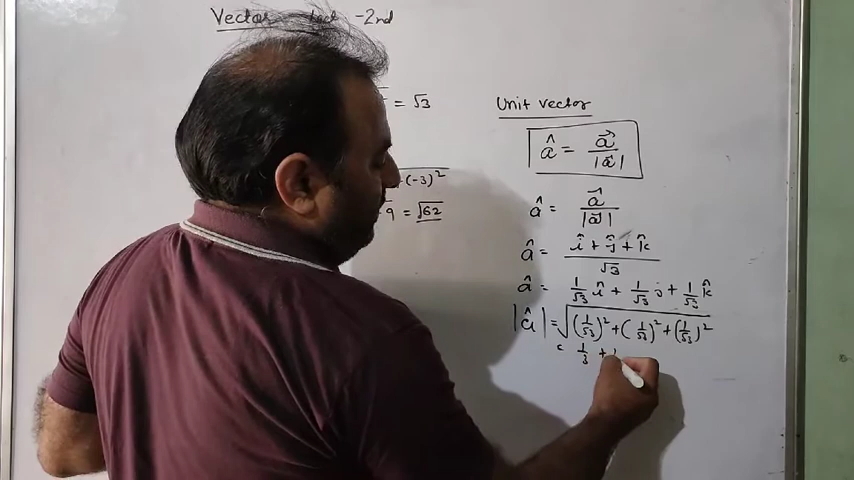 Vector -2nd
= √3
(-3)²
9 = √62
Unit vector
â = a⃗ / |a⃗|
â = a⃗ / |a⃗|
â = î + ĵ + k̂ / √3
â = 1/√3 î + 1/√3 j + 1/√3 k̂
|â| = √(1/√3)² + (1/√3)² + (1/√3)²
1/3 +